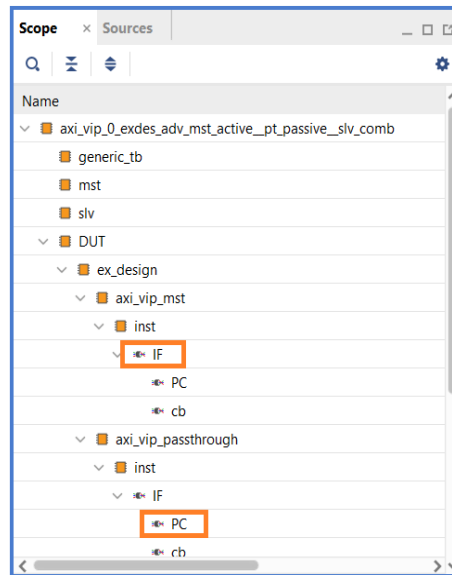 Scope × Sources
Name
axi_vip_0_exdes_adv_mst_active__pt_passive__slv_comb
generic_tb
mst
slv
DUT
ex_design
axi_vip_mst
inst
IF
PC
cb
axi_vip_passthrough
inst
IF
PC
cb